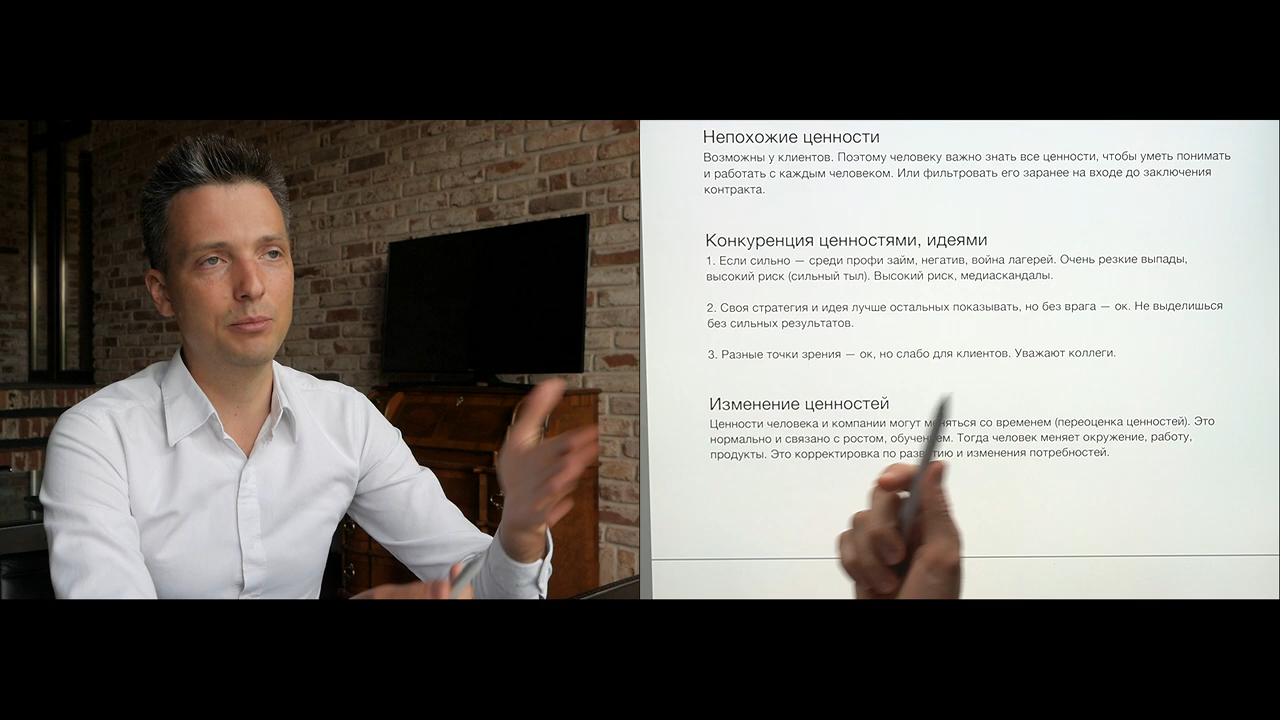 Непохожие ценности
Возможны у клиентов. Поэтому человеку важно знать все ценности, чтобы уметь понимать
и работать с каждым человеком. Или фильтровать его заранее на входе до заключения
контракта.
Конкуренция ценностями, идеями
1. Если сильно — среди профи займ, негатив, война лагерей. Очень резкие выпады,
высокий риск (сильный тыл). Высокий риск, медиаскандалы.
2. Своя стратегия и идея лучше остальных показывать, но без врага — ок. Не выделишься
без сильных результатов.
3. Разные точки зрения — ок, но слабо для клиентов. Уважают коллеги.
Изменение ценностей
Ценности человека и компании могут меняться со временем (переоценка ценностей). Это
нормально и связано с ростом, обучением. Тогда человек меняет окружение, работу,
продукты. Это корректировка по развитию и изменения потребностей.